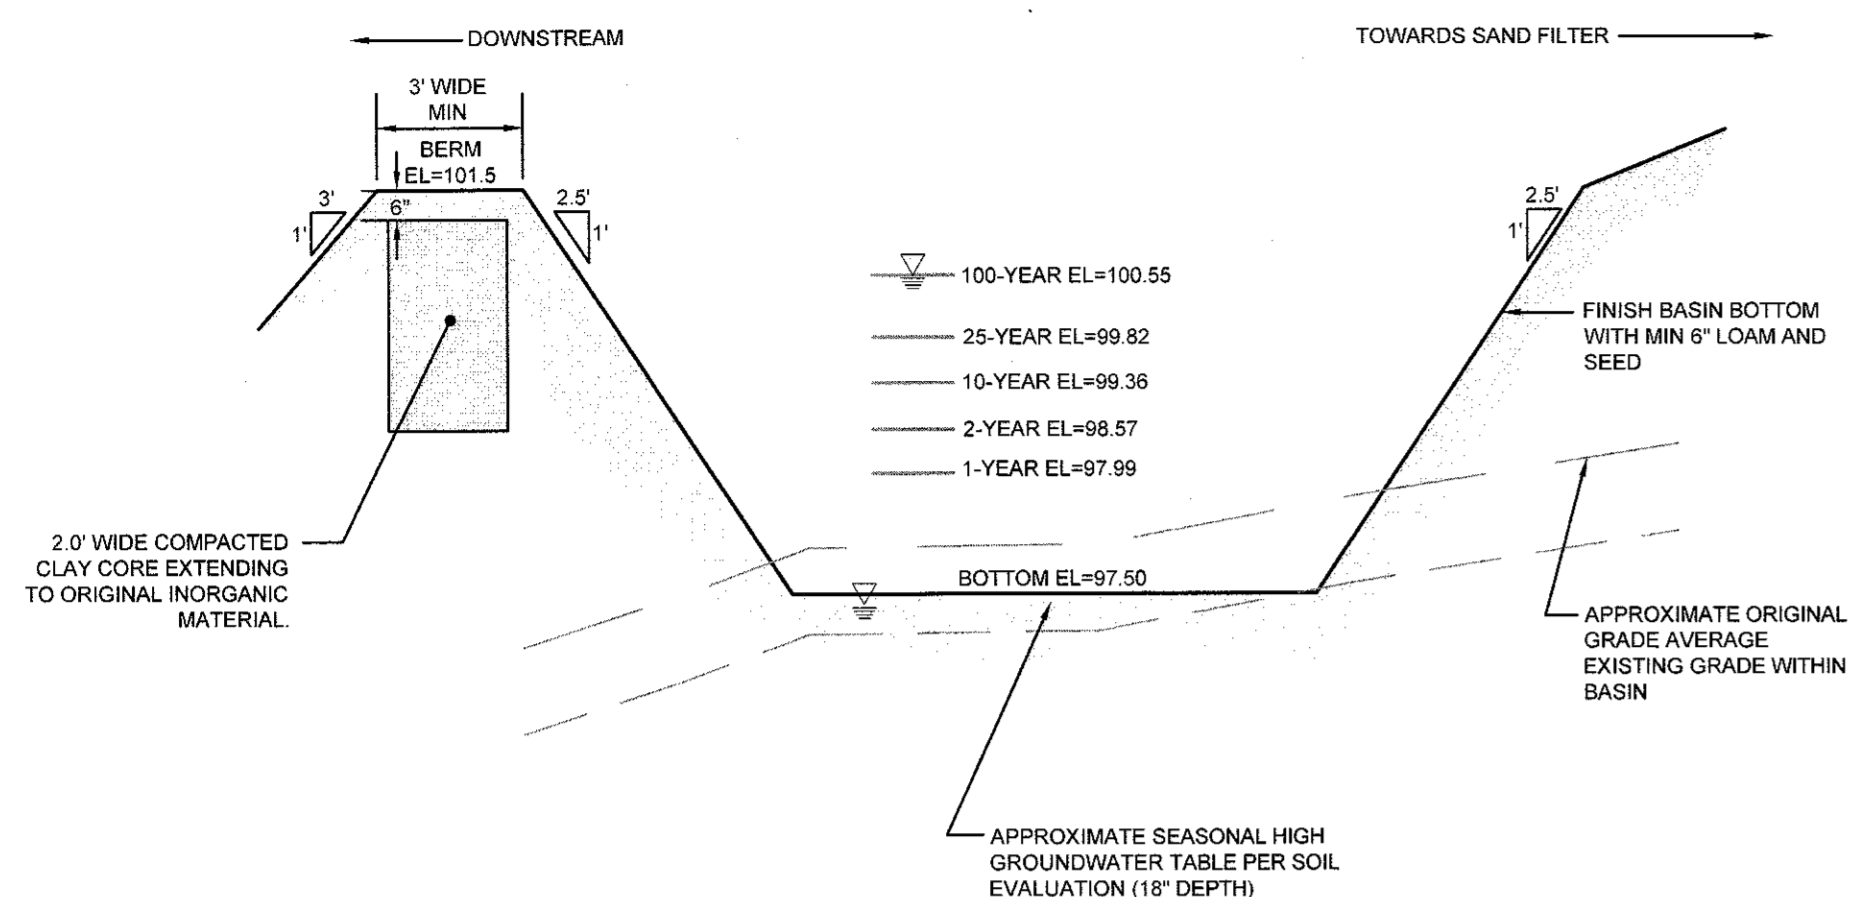 DOWNSTREAM
TOWARDS SAND FILTER
3' WIDE
MIN
BERM
EL=101.5
3'
1'
6"
2.5'
1'
2.5'
1'
100-YEAR EL=100.55
25-YEAR EL=99.82
10-YEAR EL=99.36
2-YEAR EL=98.57
1-YEAR EL=97.99
FINISH BASIN BOTTOM
WITH MIN 6" LOAM AND
SEED
2.0' WIDE COMPACTED
CLAY CORE EXTENDING
TO ORIGINAL INORGANIC
MATERIAL.
BOTTOM EL=97.50
APPROXIMATE ORIGINAL
GRADE AVERAGE
EXISTING GRADE WITHIN
BASIN
APPROXIMATE SEASONAL HIGH
GROUNDWATER TABLE PER SOIL
EVALUATION (18" DEPTH)